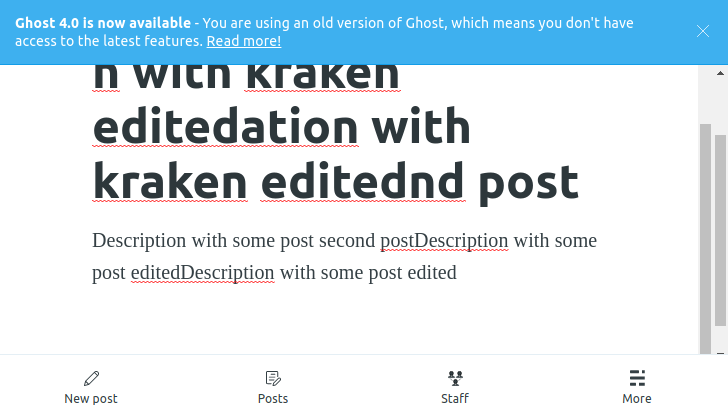 Ghost 4.0 is now available - You are using an old version of Ghost, which means you don't have
access to the latest features. Read more!
n with kraken
editedation with
kraken editednd post
Description with some post second postDescription with some
post editedDescription with some post edited
New post
Posts
Staff
More